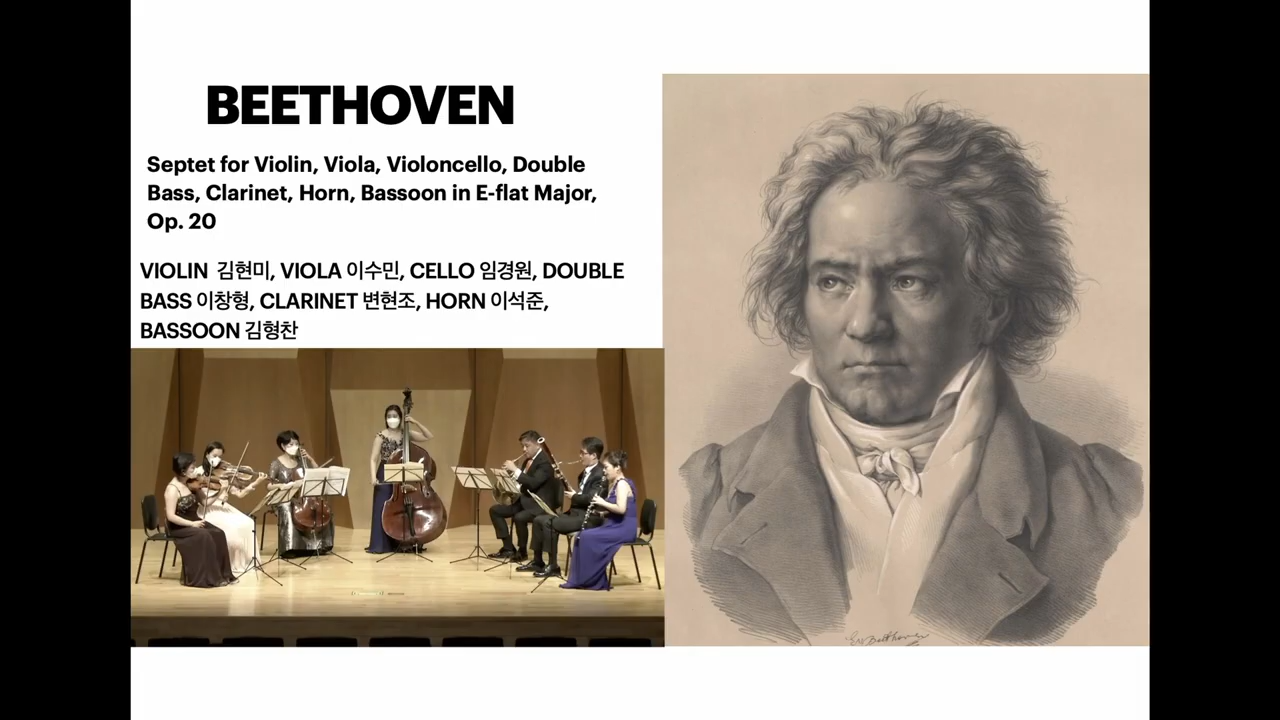 BEETHOVEN
Septet for Violin, Viola, Violoncello, Double
Bass, Clarinet, Horn, Bassoon in E-flat Major,
Op. 20
VIOLIN 김현미, VIOLA 이수민, CELLO 임경원, DOUBLE
BASS 이창형, CLARINET 변현조, HORN 이석준,
BASSOON 김형찬
Beethoven